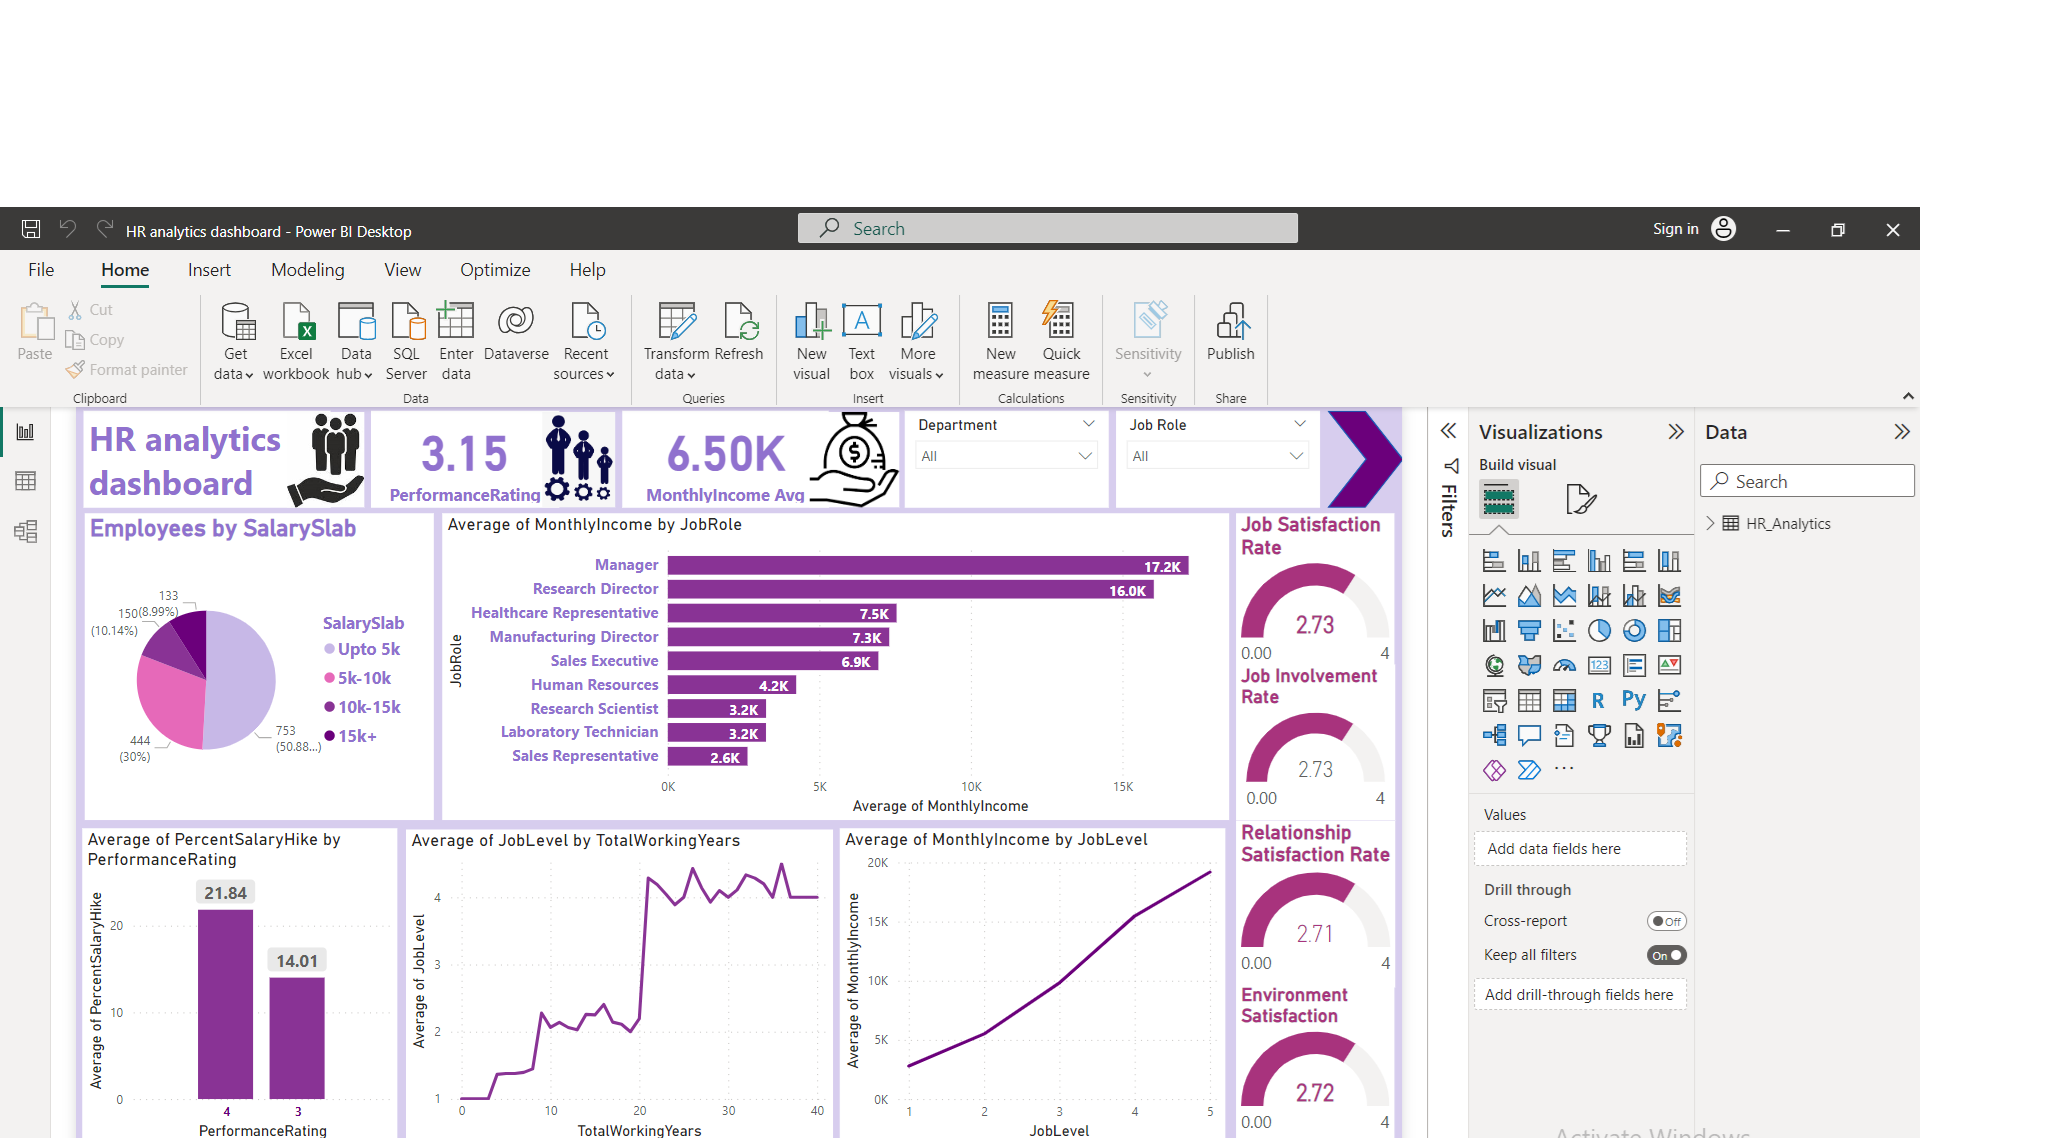 HR analytics dashboard - Power BI Desktop
Search
Sign in
File Home Insert Modeling View Optimize Help
Paste
Cut
Copy
Format painter
Clipboard
Get data
Excel workbook
Data hub
SQL Server
Enter data
Dataverse
Recent sources
Data
Transform data
Refresh
Queries
New visual
Text box
More visuals
Insert
New measure
Quick measure
Calculations
Sensitivity
Sensitivity
Publish
Share
HR analytics
dashboard
3.15
PerformanceRating
6.50K
MonthlyIncome Avg
Department
All
Job Role
All
Employees by SalarySlab
133
(8.99%)
150
(10.14%)
444
(30%)
753
(50.88...)
SalarySlab
Upto 5k
5k-10k
10k-15k
15k+
Average of MonthlyIncome by JobRole
JobRole
Manager 17.2K
Research Director 16.0K
Healthcare Representative 7.5K
Manufacturing Director 7.3K
Sales Executive 6.9K
Human Resources 4.2K
Research Scientist 3.2K
Laboratory Technician 3.2K
Sales Representative 2.6K
0K 5K 10K 15K
Average of MonthlyIncome
Job Satisfaction
Rate
2.73
0.00 4
Job Involvement
Rate
2.73
0.00 4
Relationship
Satisfaction Rate
2.71
0.00 4
Environment
Satisfaction
2.72
0.00 4
Average of PercentSalaryHike by
PerformanceRating
Average of PercentSalaryHike
20
10
0
21.84
14.01
4 3
PerformanceRating
Average of JobLevel by TotalWorkingYears
Average of JobLevel
4
3
2
1
0 10 20 30 40
TotalWorkingYears
Average of MonthlyIncome by JobLevel
Average of MonthlyIncome
20K
15K
10K
5K
0K
1 2 3 4 5
JobLevel
Filters
Visualizations
Build visual
123
R
Py
Values
Add data fields here
Drill through
Cross-report
Off
Keep all filters
On
Add drill-through fields here
Data
Search
HR_Analytics
Activate Windows